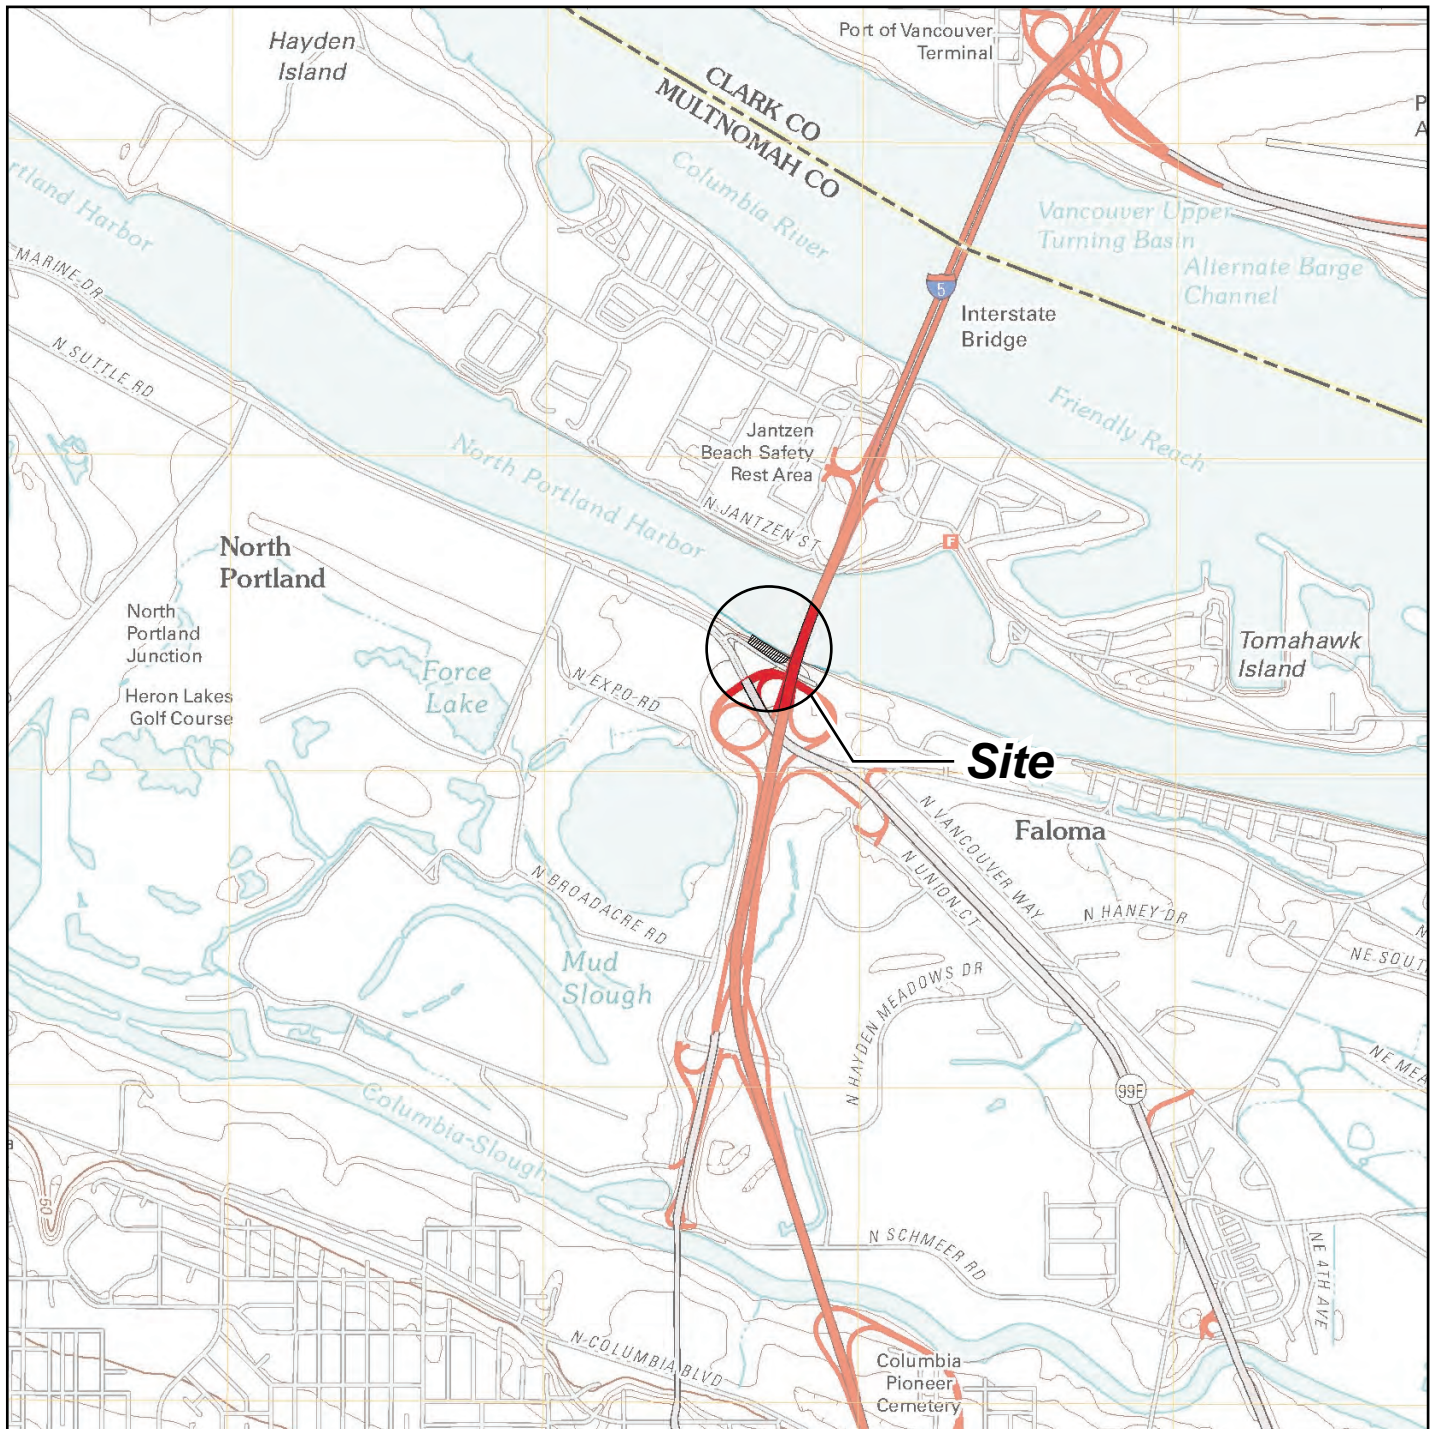 Hayden
Island
Port of Vancouver
Terminal
CLARK CO
MULTNOMAH CO
Columbia River
Vancouver Upper
Turning Basin
Alternate Barge
Channel
rtland Harbor
MARINE DR
N SUTTLE RD
5
Interstate
Bridge
Friendly Reach
Jantzen
Beach Safety
Rest Area
North Portland Harbor
N JANTZEN ST
F
North
Portland
North
Portland
Junction
Heron Lakes
Golf Course
Force
Lake
N EXPO RD
Tomahawk
Island
Site
Faloma
N VANCOUVER WAY
N UNION CT
N HANEY DR
N BROADACRE RD
Mud
Slough
N HAYDEN MEADOWS DR
NE SOUT
NE MEA
99E
Columbia Slough
50
N SCHMEER RD
NE 4TH AVE
N COLUMBIA BLVD
Columbia
Pioneer
Cemetery